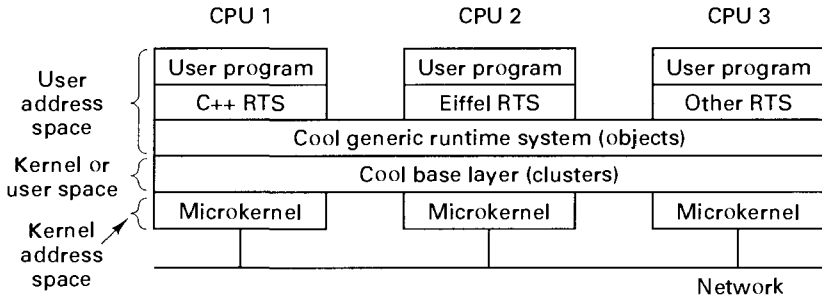 CPU 1 CPU 2 CPU 3
User program User program User program
User
address
space
C++ RTS Eiffel RTS Other RTS
Cool generic runtime system (objects)
Kernel or
user space
Cool base layer (clusters)
Microkernel Microkernel Microkernel
Kernel
address
space
Network